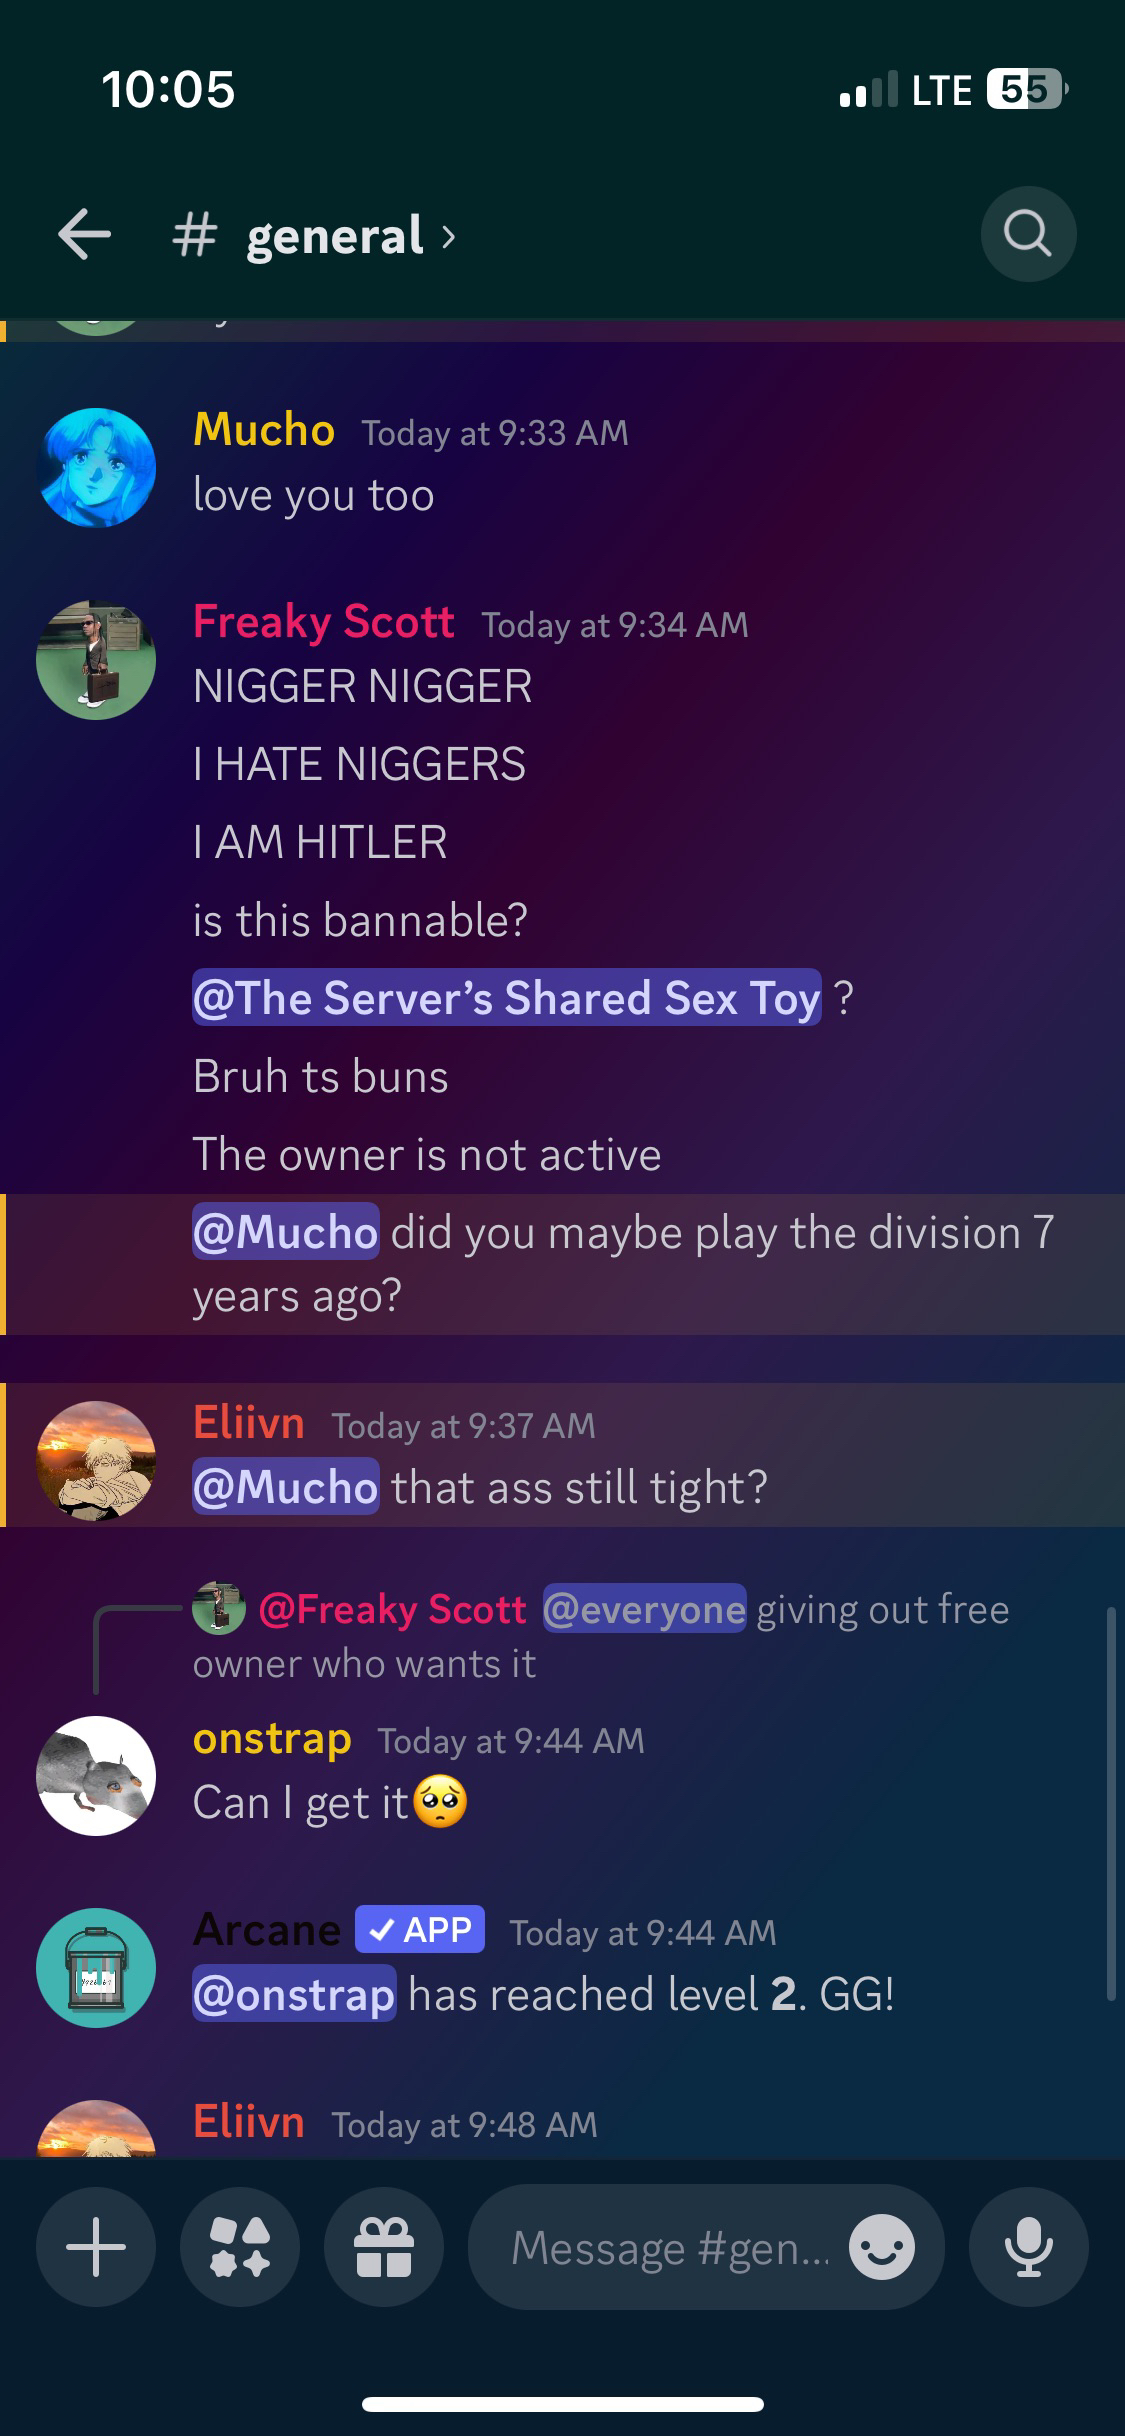 10:05
LTE 55
# general ›
Mucho Today at 9:33 AM
love you too
Freaky Scott Today at 9:34 AM
NIGGER NIGGER
I HATE NIGGERS
I AM HITLER
is this bannable?
@The Server’s Shared Sex Toy ?
Bruh ts buns
The owner is not active
@Mucho did you maybe play the division 7
years ago?
Eliivn Today at 9:37 AM
@Mucho that ass still tight?
@Freaky Scott @everyone giving out free
owner who wants it
onstrap Today at 9:44 AM
Can I get it🥺
Arcane ✓ APP Today at 9:44 AM
@onstrap has reached level 2. GG!
Eliivn Today at 9:48 AM
Message #gen...